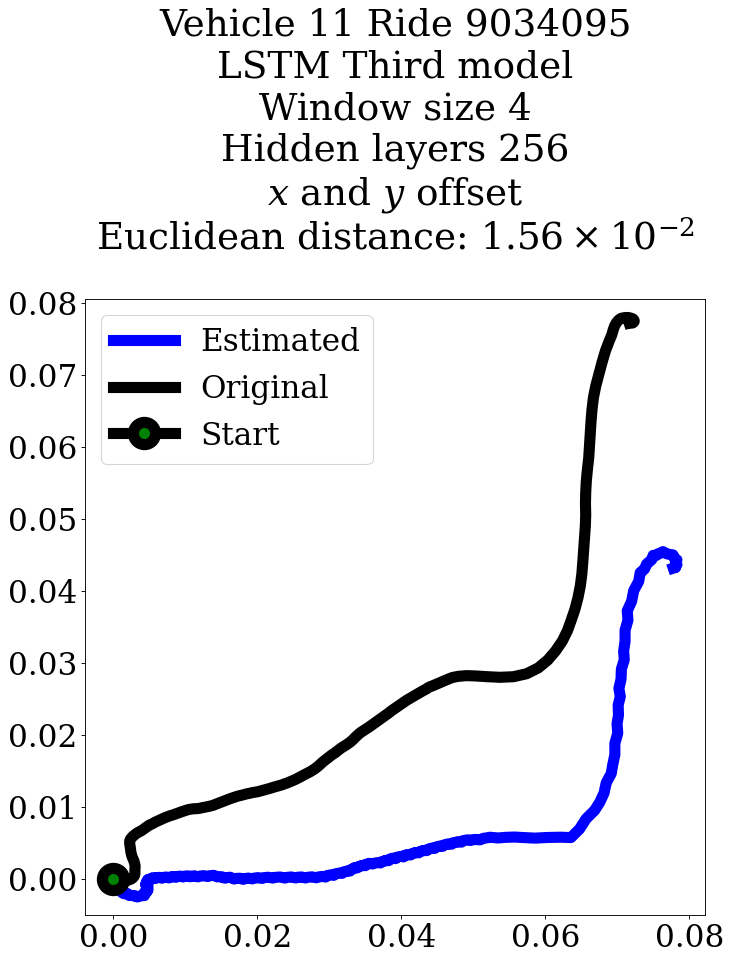 Vehicle 11 Ride 9034095
LSTM Third model
Window size 4
Hidden layers 256
x and y offset
Euclidean distance: 1.56 × 10⁻²
Estimated
Original
Start
0.08
0.07
0.06
0.05
0.04
0.03
0.02
0.01
0.00
0.00 0.02 0.04 0.06 0.08